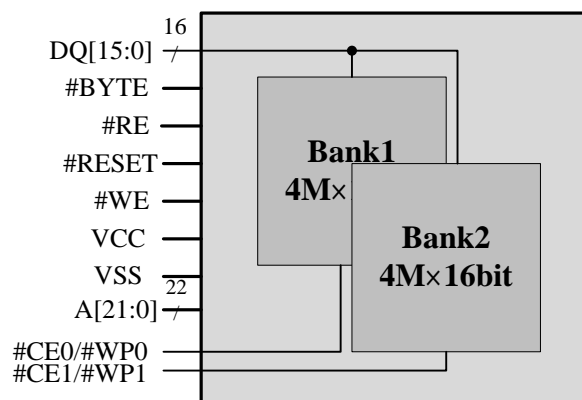 16
DQ[15:0]
#BYTE
#RE
#RESET
#WE
VCC
VSS
22
A[21:0]
#CE0/#WP0
#CE1/#WP1
Bank1
4M×
Bank2
4M×16bit